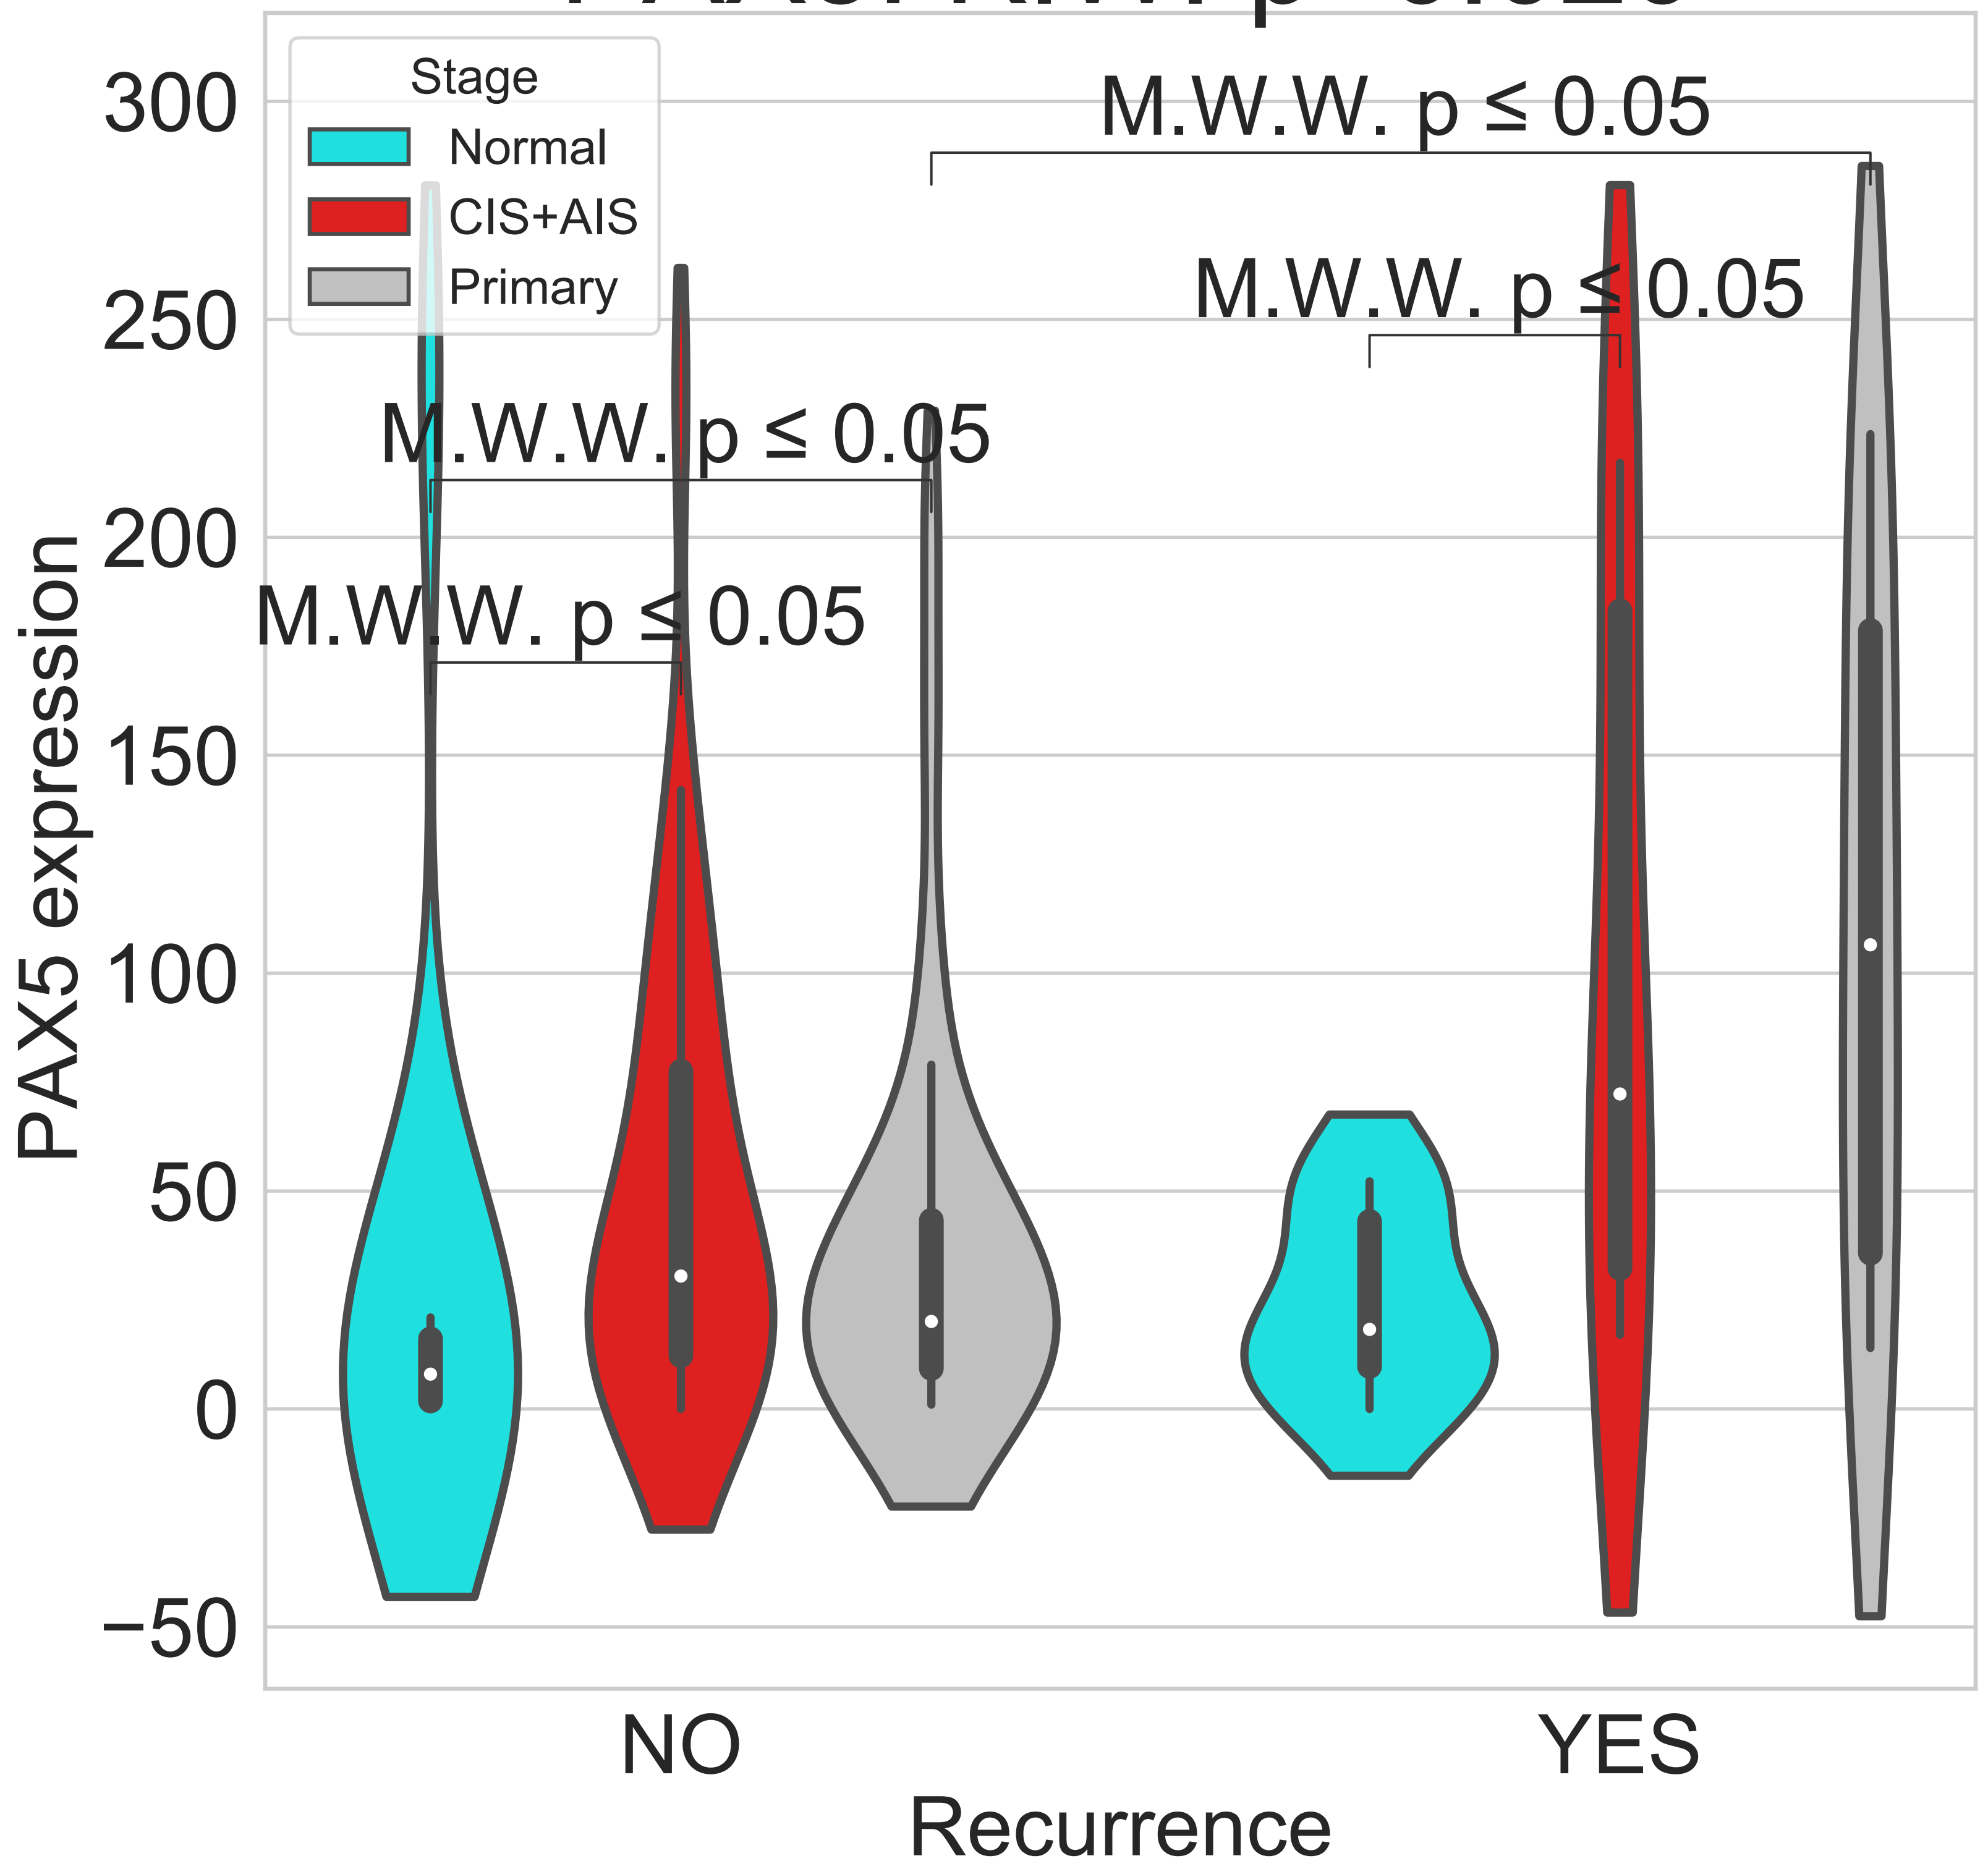 Stage
Normal
CIS+AIS
Primary
M.W.W. p ≤ 0.05
M.W.W. p ≤ 0.05
M.W.W. p ≤ 0.05
M.W.W. p ≤ 0.05
300
250
200
150
100
50
0
−50
PAX5 expression
NO
YES
Recurrence